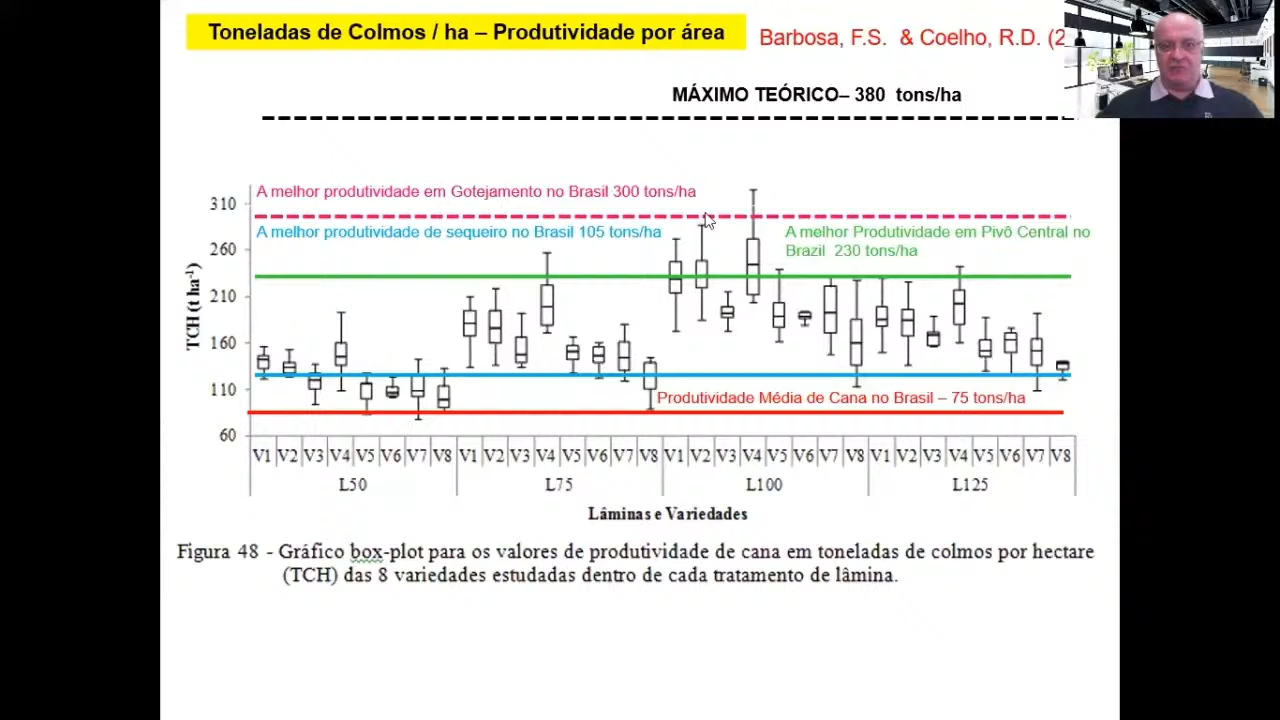 Toneladas de Colmos / ha – Produtividade por área
Barbosa, F.S. & Coelho, R.D. (2
MÁXIMO TEÓRICO– 380 tons/ha
A melhor produtividade em Gotejamento no Brasil 300 tons/ha
A melhor produtividade de sequeiro no Brasil 105 tons/ha
A melhor Produtividade em Pivô Central no
Brazil 230 tons/ha
Produtividade Média de Cana no Brasil – 75 tons/ha
TCH (t ha⁻¹)
310
260
210
160
110
60
V1 V2 V3 V4 V5 V6 V7 V8 V1 V2 V3 V4 V5 V6 V7 V8 V1 V2 V3 V4 V5 V6 V7 V8 V1 V2 V3 V4 V5 V6 V7 V8
L50 L75 L100 L125
Lâminas e Variedades
Figura 48 - Gráfico box-plot para os valores de produtividade de cana em toneladas de colmos por hectare
(TCH) das 8 variedades estudadas dentro de cada tratamento de lâmina.